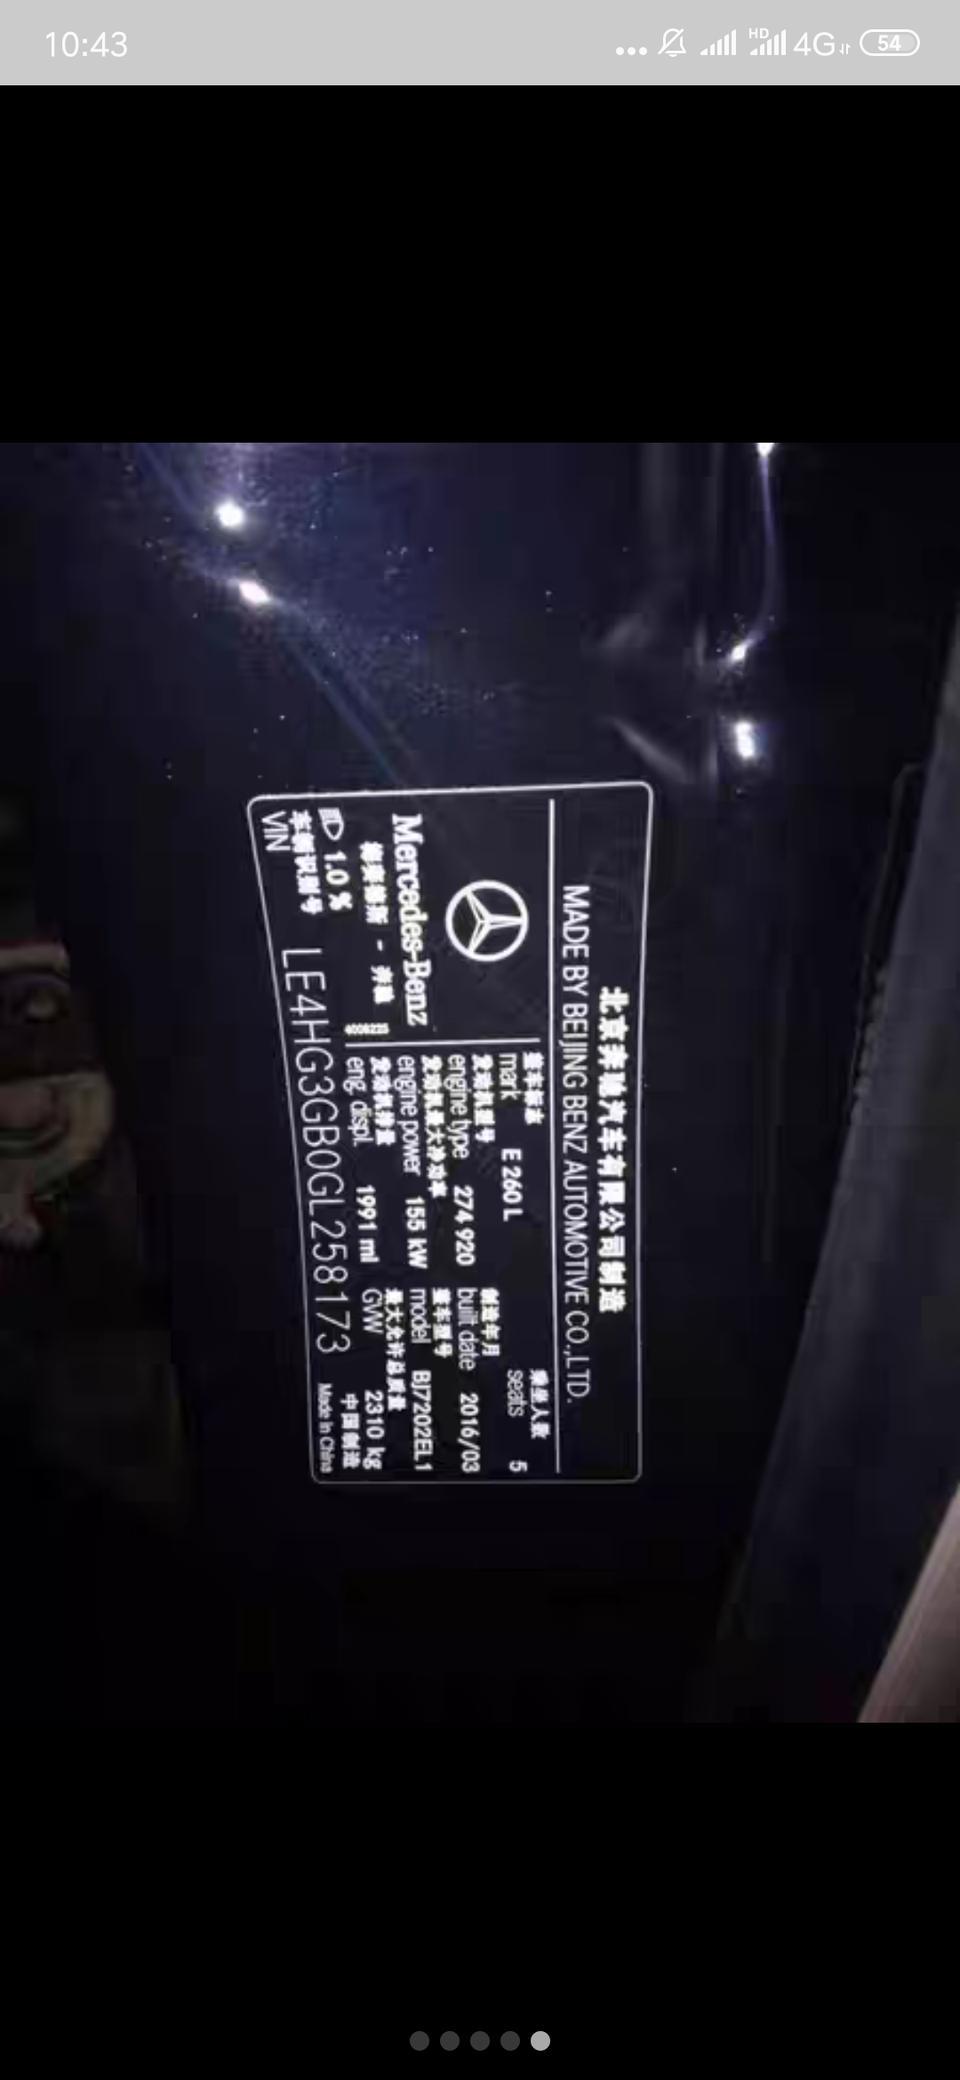 10:43
HD 4G 54
北京奔驰汽车有限公司制造
MADE BY BEIJING BENZ AUTOMOTIVE CO.,LTD.
整车标志
mark E 260 L
乘坐人数
seats 5
发动机型号
engine type 274 920
制造年月
built date 2016/03
发动机最大净功率
engine power 155 kW
整车型号
model BJ7202EL1
发动机排量
eng. displ. 1991 ml
最大允许总质量
GVW 2310 kg
Mercedes-Benz
梅赛德斯 - 奔驰
4008225
1.0 %
车辆识别号
VIN LE4HG3GB0GL258173
中国制造
Made in China